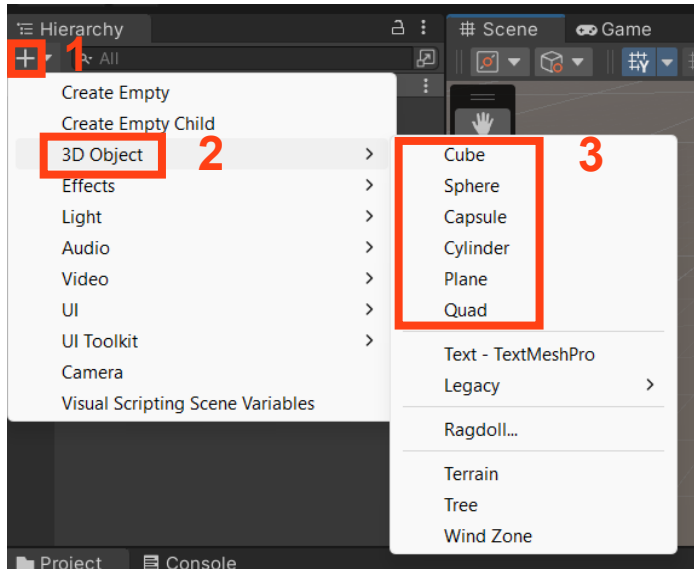 Hierarchy
Scene
Game
1
All
Create Empty
Create Empty Child
3D Object
2
Effects
Light
Audio
Video
UI
UI Toolkit
Camera
Visual Scripting Scene Variables
Cube
3
Sphere
Capsule
Cylinder
Plane
Quad
Text - TextMeshPro
Legacy
Ragdoll...
Terrain
Tree
Wind Zone
Project
Console